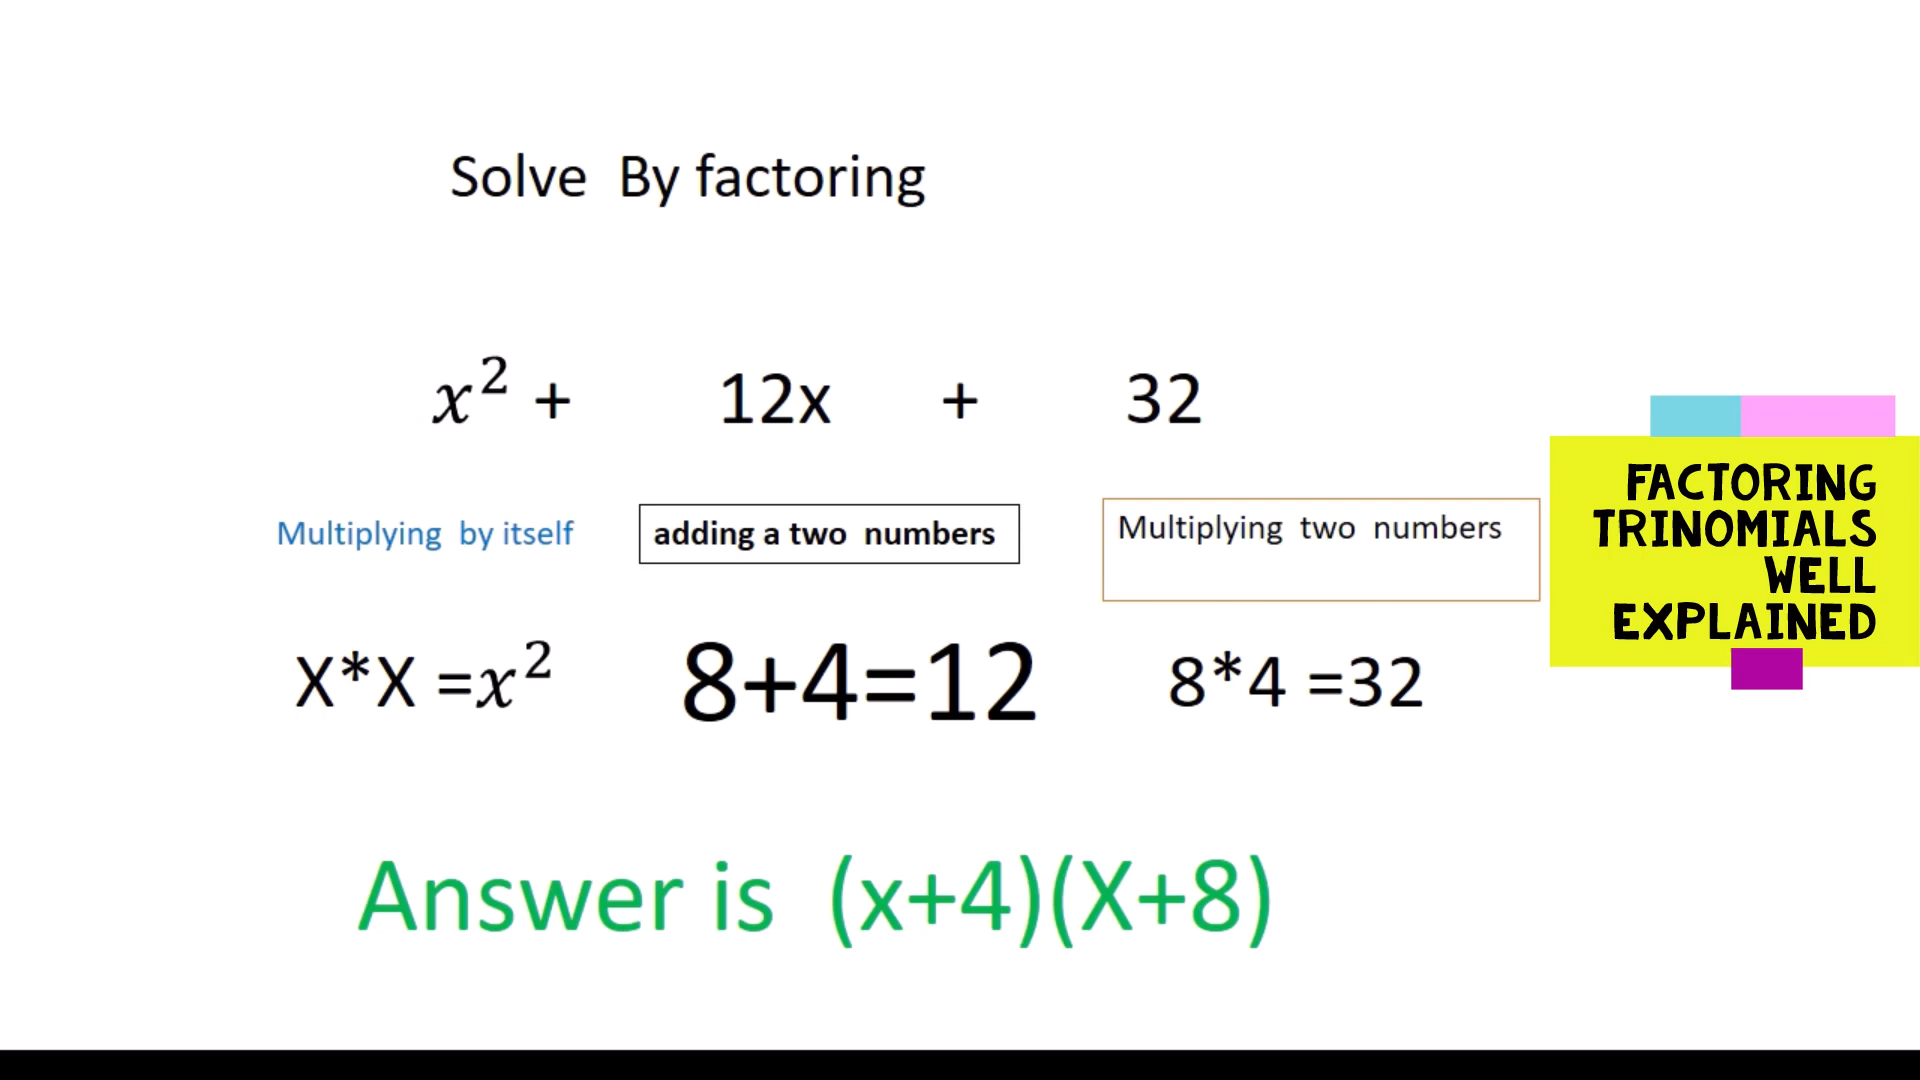 Solve By factoring
x² + 12x + 32
Multiplying by itself
adding a two numbers
Multiplying two numbers
X*X =x²
8+4=12
8*4 =32
Answer is (x+4)(X+8)
FACTORING
TRINOMIALS
WELL
EXPLAINED